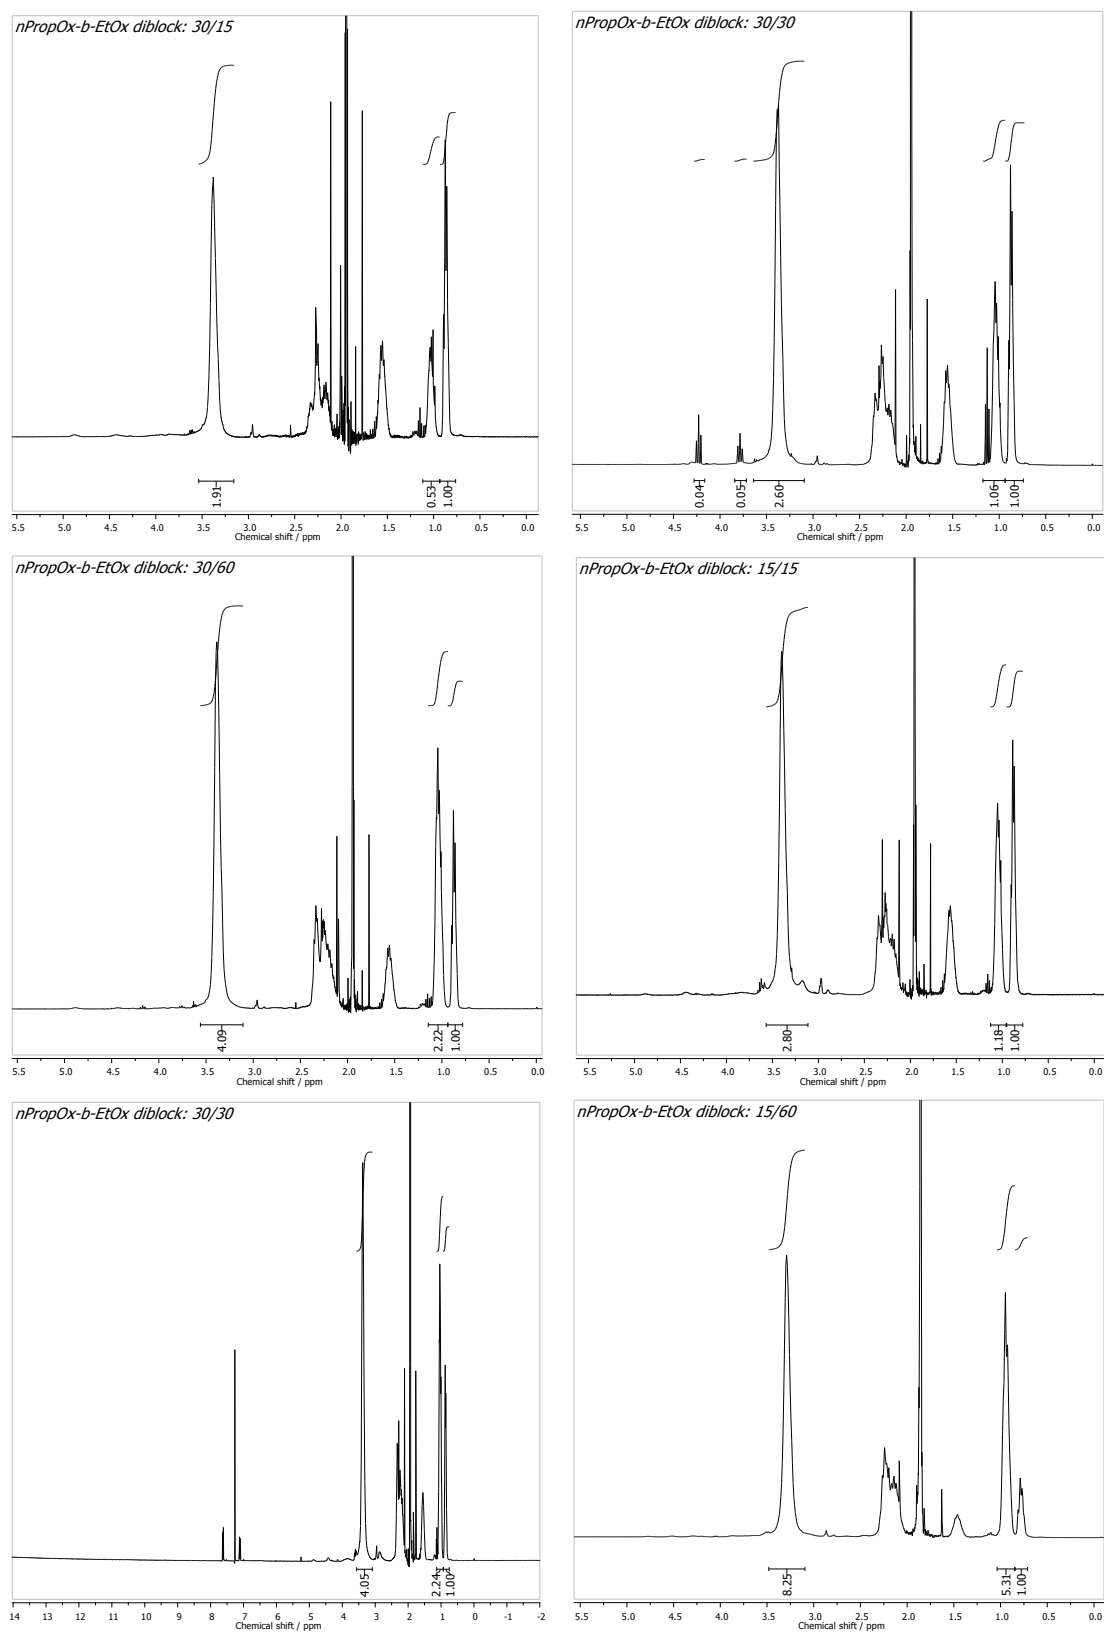 nPropOx-b-EtOx diblock: 30/15
1.91
0.53
1.00
5.5 5.0 4.5 4.0 3.5 3.0 2.5 2.0 1.5 1.0 0.5 0.0
Chemical shift / ppm
nPropOx-b-EtOx diblock: 30/30
0.04
0.05
2.60
1.06
1.00
5.5 5.0 4.5 4.0 3.5 3.0 2.5 2.0 1.5 1.0 0.5 0.0
Chemical shift / ppm
nPropOx-b-EtOx diblock: 30/60
4.09
2.22
1.00
5.5 5.0 4.5 4.0 3.5 3.0 2.5 2.0 1.5 1.0 0.5 0.0
Chemical shift / ppm
nPropOx-b-EtOx diblock: 15/15
2.80
1.18
1.00
5.5 5.0 4.5 4.0 3.5 3.0 2.5 2.0 1.5 1.0 0.5 0.0
Chemical shift / ppm
nPropOx-b-EtOx diblock: 30/30
4.05
2.24
1.00
14 13 12 11 10 9 8 7 6 5 4 3 2 1 0 -1 -2
Chemical shift / ppm
nPropOx-b-EtOx diblock: 15/60
8.25
5.31
1.00
5.5 5.0 4.5 4.0 3.5 3.0 2.5 2.0 1.5 1.0 0.5 0.0
Chemical shift / ppm